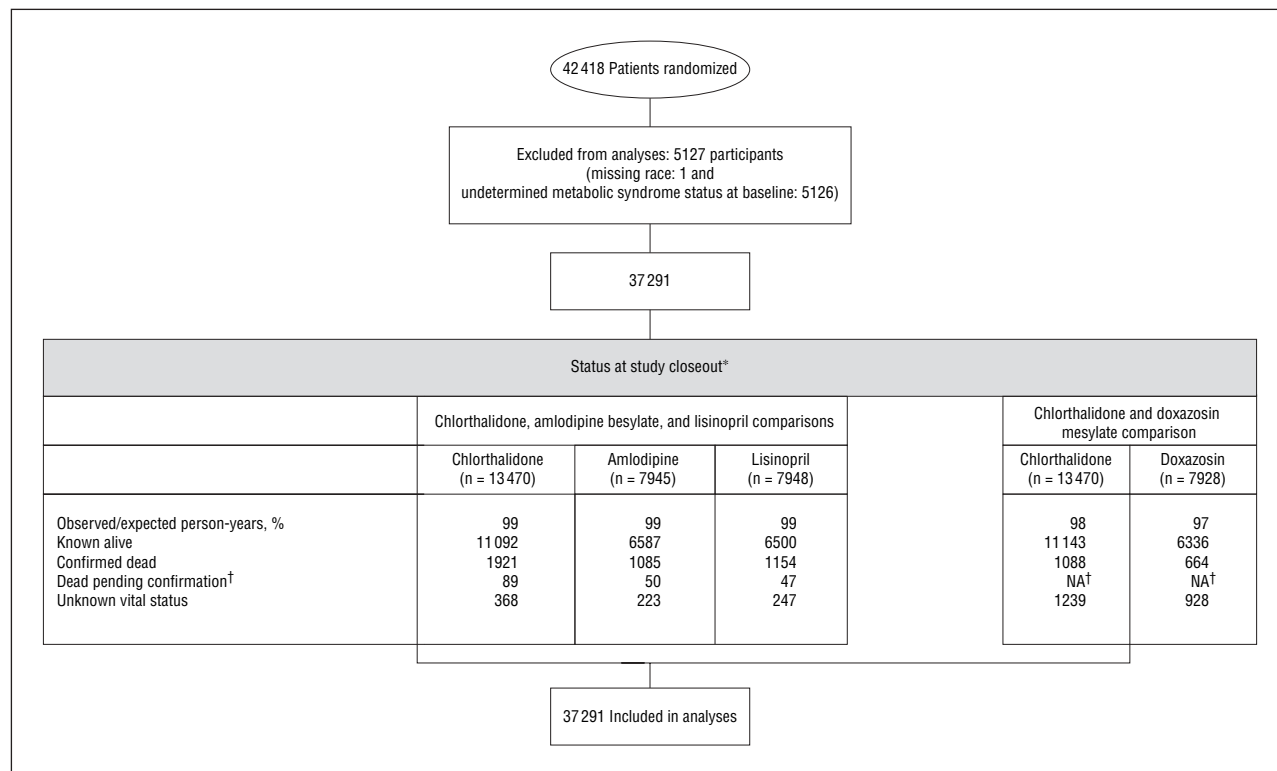 42 418 Patients randomized
Excluded from analyses: 5127 participants
(missing race: 1 and
undetermined metabolic syndrome status at baseline: 5126)
37 291
Status at study closeout*
Chlorthalidone, amlodipine besylate, and lisinopril comparisons
Chlorthalidone and doxazosin
mesylate comparison
Chlorthalidone Amlodipine Lisinopril Chlorthalidone Doxazosin
(n = 13 470) (n = 7945) (n = 7948) (n = 13 470) (n = 7928)
Observed/expected person-years, % 99 99 99 98 97
Known alive 11 092 6587 6500 11 143 6336
Confirmed dead 1921 1085 1154 1088 664
Dead pending confirmation† 89 50 47 NA† NA†
Unknown vital status 368 223 247 1239 928
37 291 Included in analyses